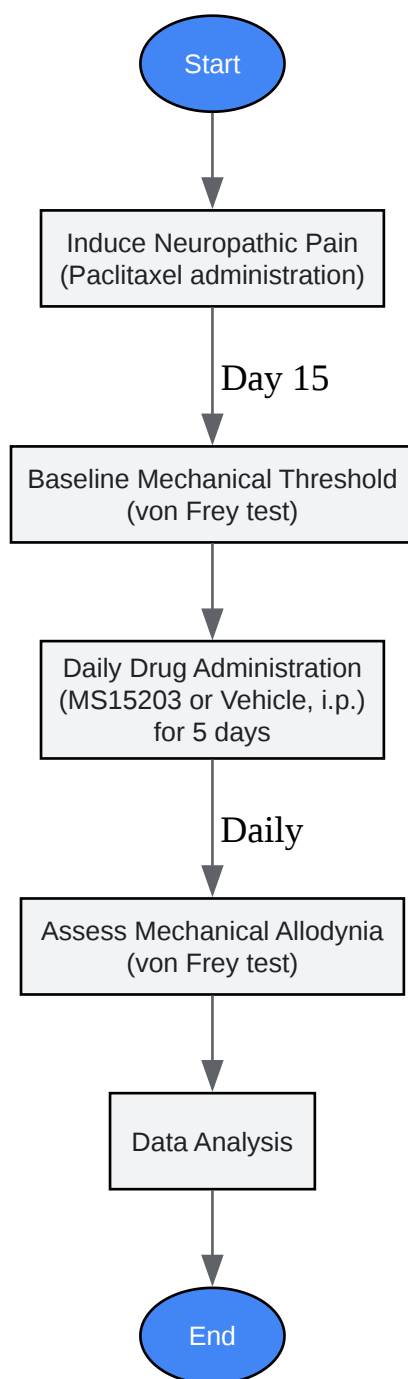 Start
Induce Neuropathic Pain
(Paclitaxel administration)
Day 15
Baseline Mechanical Threshold
(von Frey test)
Daily Drug Administration
(MS15203 or Vehicle, i.p.)
for 5 days
Daily
Assess Mechanical Allodynia
(von Frey test)
Data Analysis
End